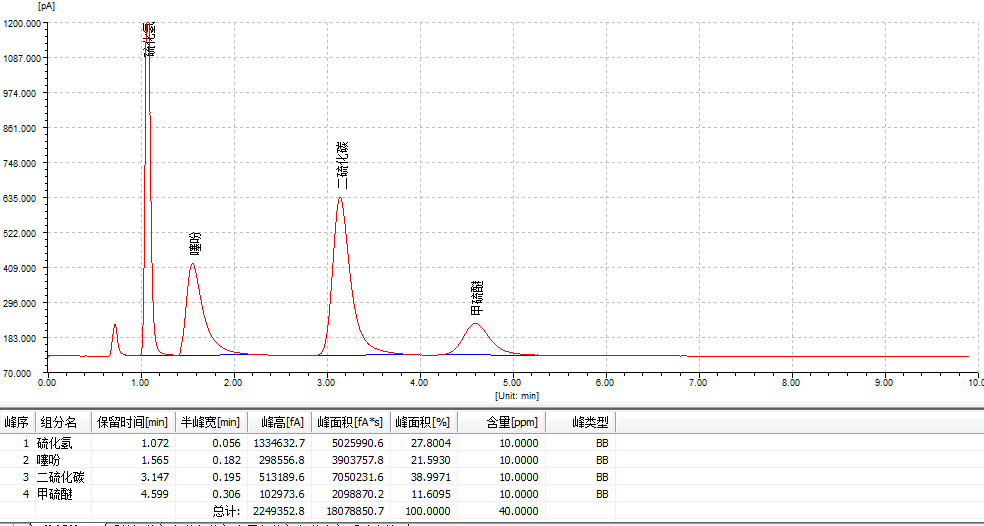 [pA]
1200.000
1087.000
974.000
861.000
748.000
635.000
522.000
409.000
296.000
183.000
70.000
硫化氢
噻吩
二硫化碳
甲硫醚
0.00 1.00 2.00 3.00 4.00 5.00 6.00 7.00 8.00 9.00 10.0
[Unit: min]
峰序 组分名 保留时间[min] 半峰宽[min] 峰高[fA] 峰面积[fA*s] 峰面积[%] 含量[ppm] 峰类型
1 硫化氢 1.072 0.056 1334632.7 5025990.6 27.8004 10.0000 BB
2 噻吩 1.565 0.182 298556.8 3903757.8 21.5930 10.0000 BB
3 二硫化碳 3.147 0.195 513189.6 7050231.6 38.9971 10.0000 BB
4 甲硫醚 4.599 0.306 102973.6 2098870.2 11.6095 10.0000 BB
总计: 2249352.8 18078850.7 100.0000 40.0000